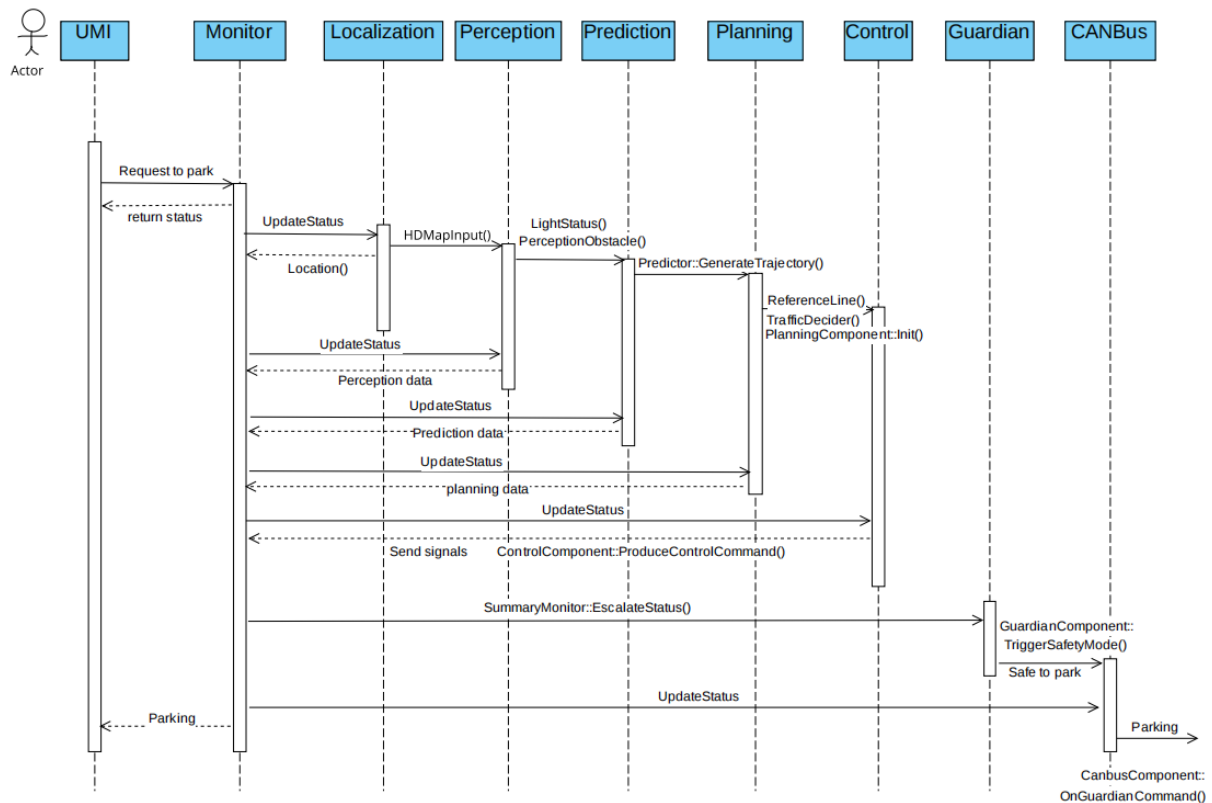 UMI
Monitor
Localization
Perception
Prediction
Planning
Control
Guardian
CANBus
Actor
Request to park
return status
UpdateStatus
HDMapInput()
LightStatus()
PerceptionObstacle()
Location()
Predictor::GenerateTrajectory()
ReferenceLine()
TrafficDecider()
PlanningComponent::Init()
UpdateStatus
Perception data
UpdateStatus
Prediction data
UpdateStatus
planning data
UpdateStatus
Send signals
ControlComponent::ProduceControlCommand()
SummaryMonitor::EscalateStatus()
GuardianComponent::
TriggerSafetyMode()
Safe to park
UpdateStatus
Parking
Parking
CanbusComponent::
OnGuardianCommand()